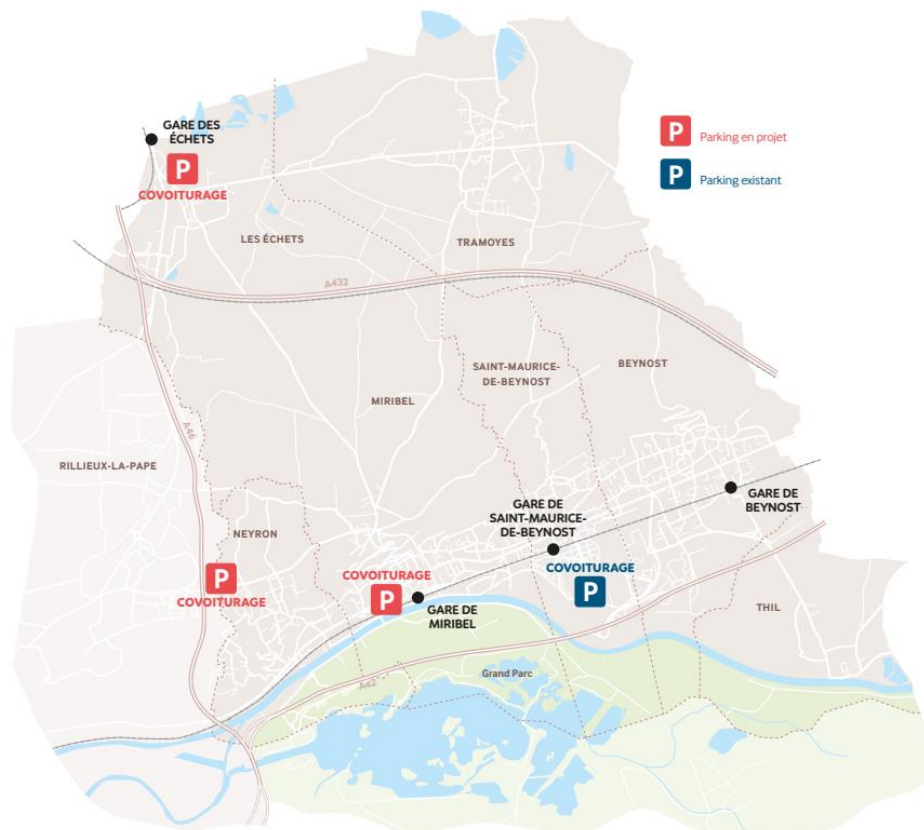 GARE DES
ÉCHETS
P
COVOITURAGE
P Parking en projet
P Parking existant
LES ÉCHETS
TRAMOYES
A432
SAINT-MAURICE-
DE-BEYNOST
BEYNOST
MIRIBEL
A46
RILLIEUX-LA-PAPE
NEYRON
GARE DE
SAINT-MAURICE-
DE-BEYNOST
GARE DE
BEYNOST
P
COVOITURAGE
COVOITURAGE
P
GARE DE
MIRIBEL
COVOITURAGE
P
THIL
Grand Parc
A42